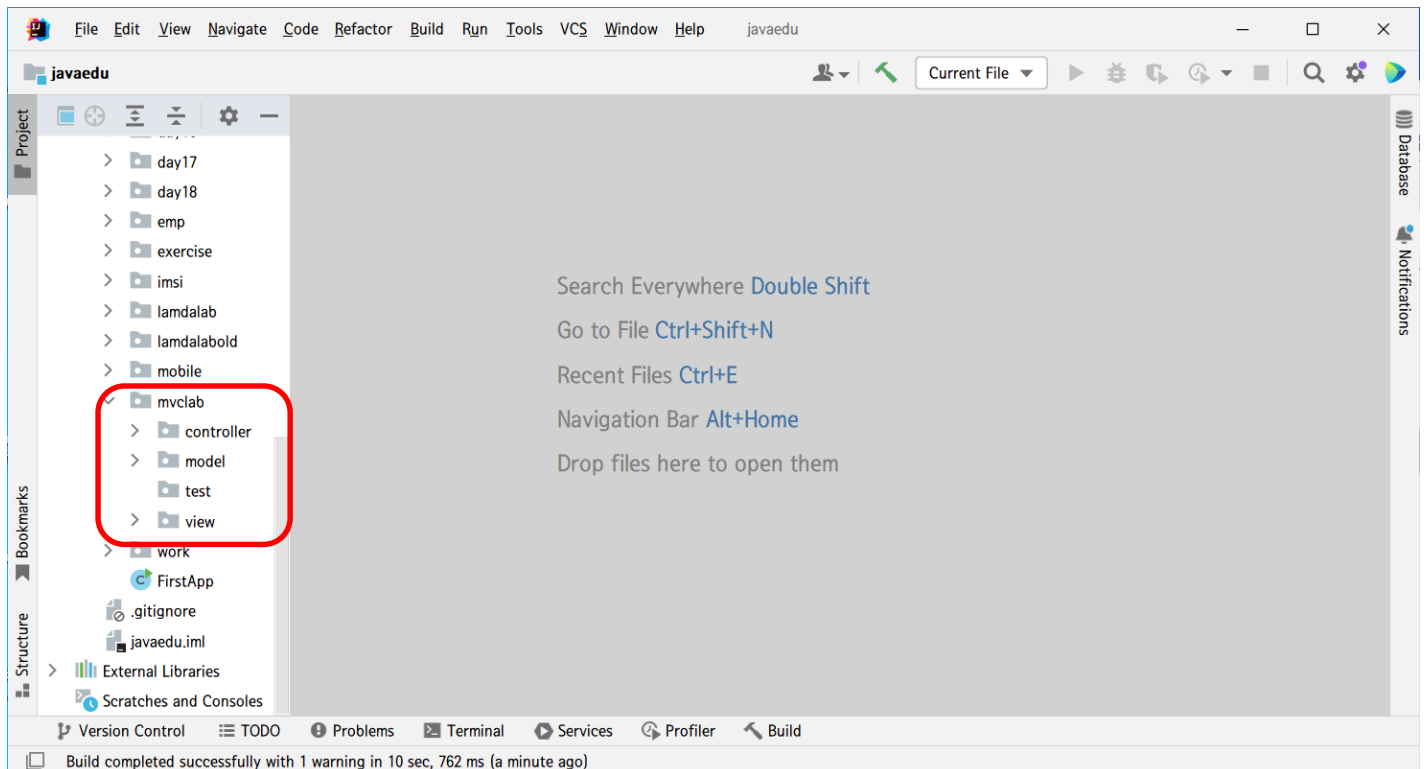 File Edit View Navigate Code Refactor Build Run Tools VCS Window Help javaedu
javaedu
Current File
Project
day17
day18
emp
exercise
imsi
lamdalab
lamdalabold
mobile
mvclab
controller
model
test
view
work
FirstApp
.gitignore
javaedu.iml
External Libraries
Scratches and Consoles
Bookmarks
Structure
Search Everywhere Double Shift
Go to File Ctrl+Shift+N
Recent Files Ctrl+E
Navigation Bar Alt+Home
Drop files here to open them
Database
Notifications
Version Control TODO Problems Terminal Services Profiler Build
Build completed successfully with 1 warning in 10 sec, 762 ms (a minute ago)